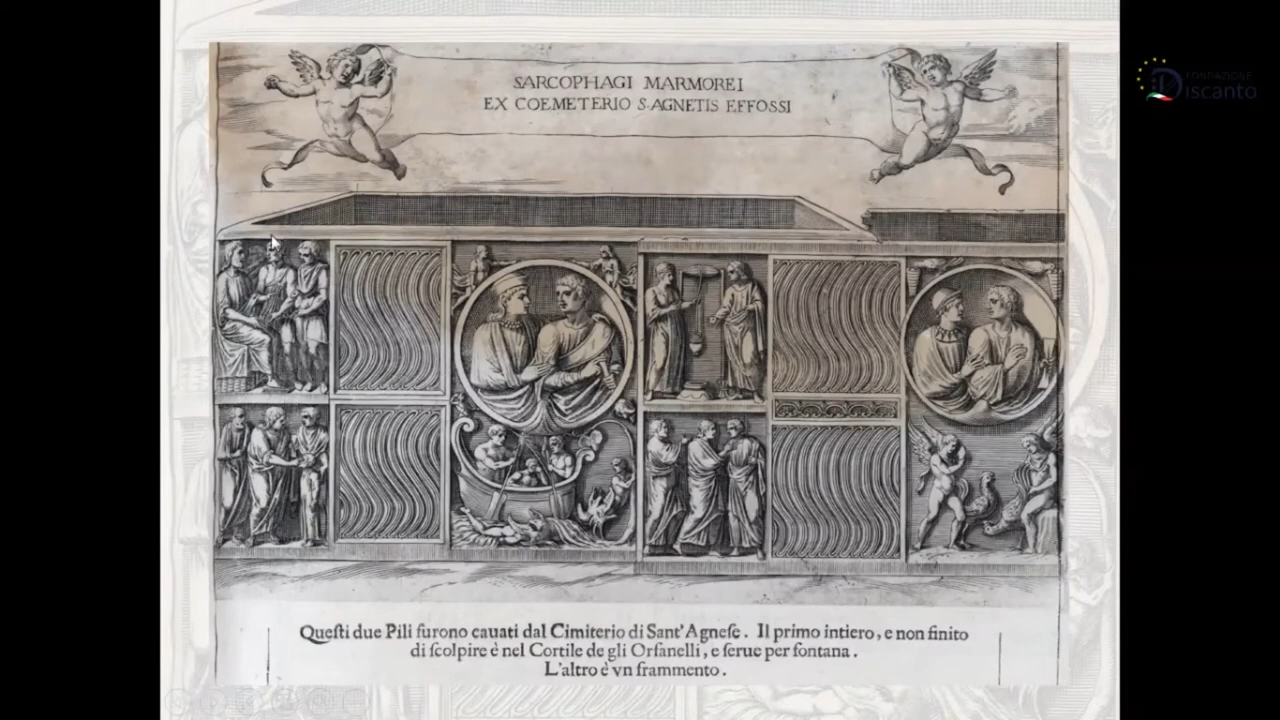 SARCOPHAGI MARMOREI
EX COEMETERIO S·AGNETIS EFFOSSI
FONDAZIONE
Discanto
Queſti due Pili furono cauati dal Cimiterio di Sant'Agneſe. Il primo intiero, e non finito
di ſcolpire è nel Cortile de gli Orfanelli, e ſerue per fontana.
L'altro è vn frammento.